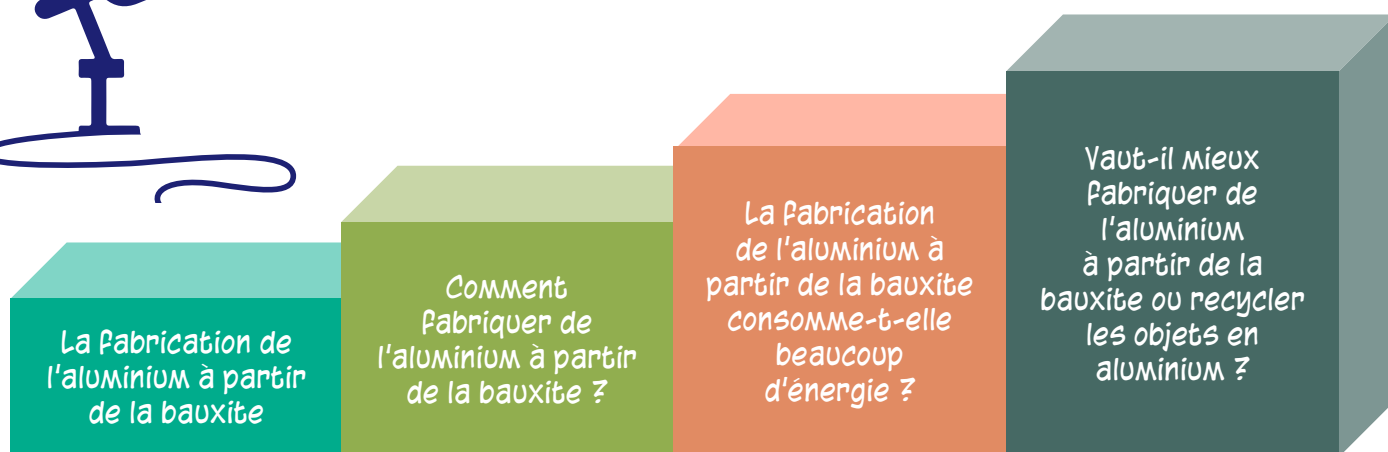 La fabrication de
l'aluminium à partir
de la bauxite
Comment
fabriquer de
l'aluminium à partir
de la bauxite ?
La fabrication
de l'aluminium à
partir de la bauxite
consomme-t-elle
beaucoup
d'énergie ?
Vaut-il mieux
fabriquer de
l'aluminium
à partir de la
bauxite ou recycler
les objets en
aluminium ?